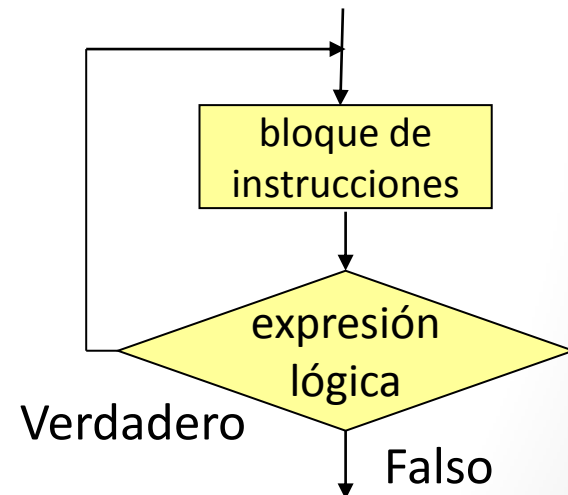 bloque de
instrucciones
expresión
lógica
Verdadero
Falso